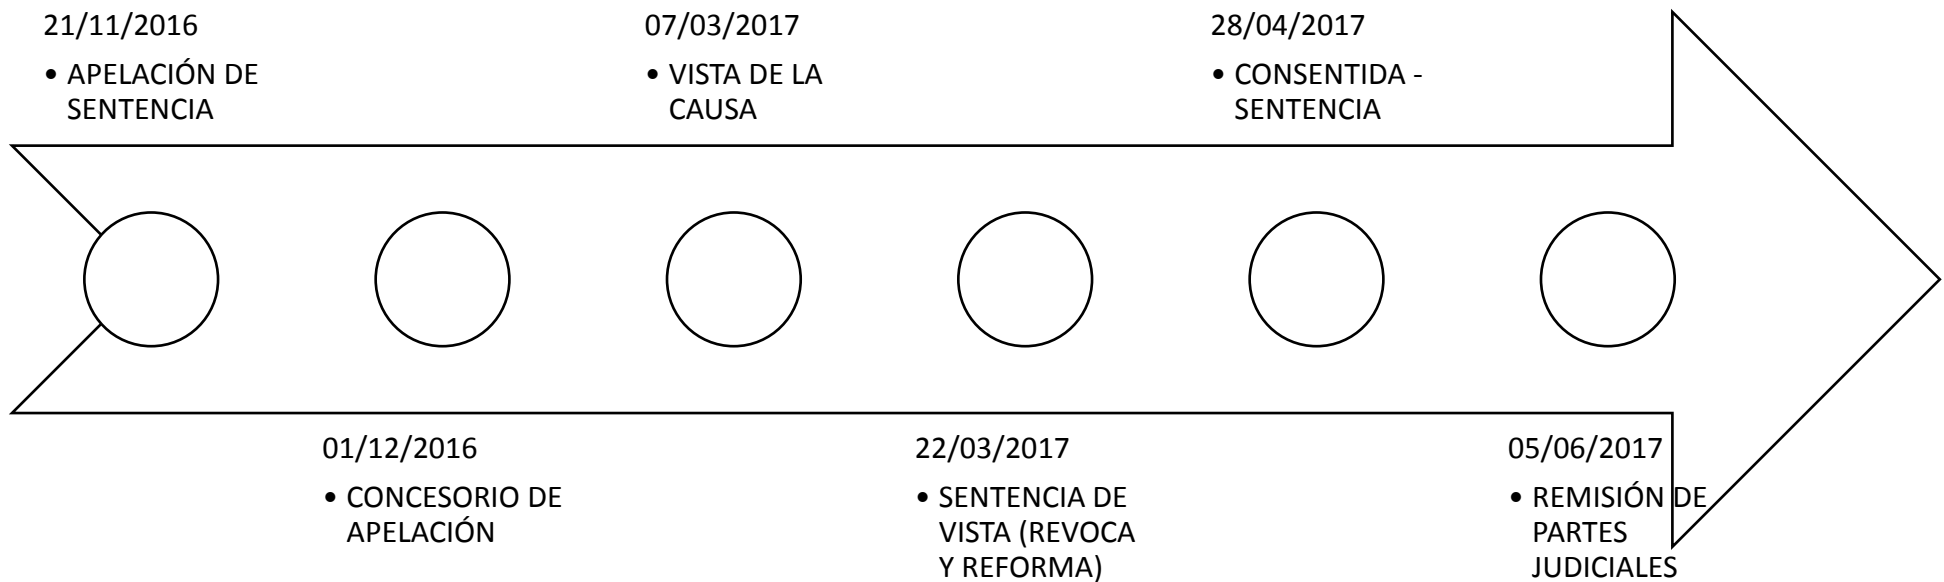 21/11/2016
• APELACIÓN DE
SENTENCIA
07/03/2017
• VISTA DE LA
CAUSA
28/04/2017
• CONSENTIDA -
SENTENCIA
01/12/2016
• CONCESORIO DE
APELACIÓN
22/03/2017
• SENTENCIA DE
VISTA (REVOCA
Y REFORMA)
05/06/2017
• REMISIÓN DE
PARTES
JUDICIALES